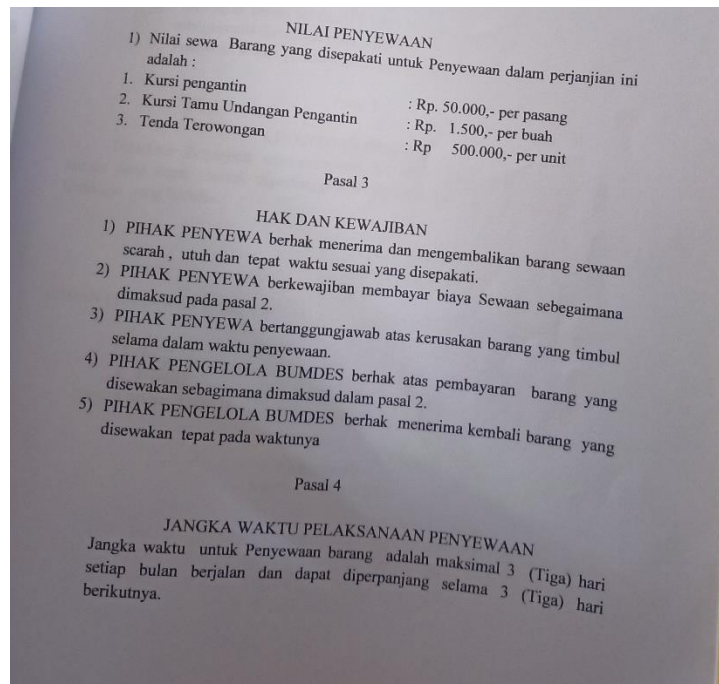 NILAI PENYEWAAN
1) Nilai sewa Barang yang disepakati untuk Penyewaan dalam perjanjian ini
adalah :
1. Kursi pengantin : Rp. 50.000,- per pasang
2. Kursi Tamu Undangan Pengantin : Rp. 1.500,- per buah
3. Tenda Terowongan : Rp 500.000,- per unit
Pasal 3
HAK DAN KEWAJIBAN
1) PIHAK PENYEWA berhak menerima dan mengembalikan barang sewaan
scarah , utuh dan tepat waktu sesuai yang disepakati.
2) PIHAK PENYEWA berkewajiban membayar biaya Sewaan sebegaimana
dimaksud pada pasal 2.
3) PIHAK PENYEWA bertanggungjawab atas kerusakan barang yang timbul
selama dalam waktu penyewaan.
4) PIHAK PENGELOLA BUMDES berhak atas pembayaran barang yang
disewakan sebagimana dimaksud dalam pasal 2.
5) PIHAK PENGELOLA BUMDES berhak menerima kembali barang yang
disewakan tepat pada waktunya
Pasal 4
JANGKA WAKTU PELAKSANAAN PENYEWAAN
Jangka waktu untuk Penyewaan barang adalah maksimal 3 (Tiga) hari
setiap bulan berjalan dan dapat diperpanjang selama 3 (Tiga) hari
berikutnya.